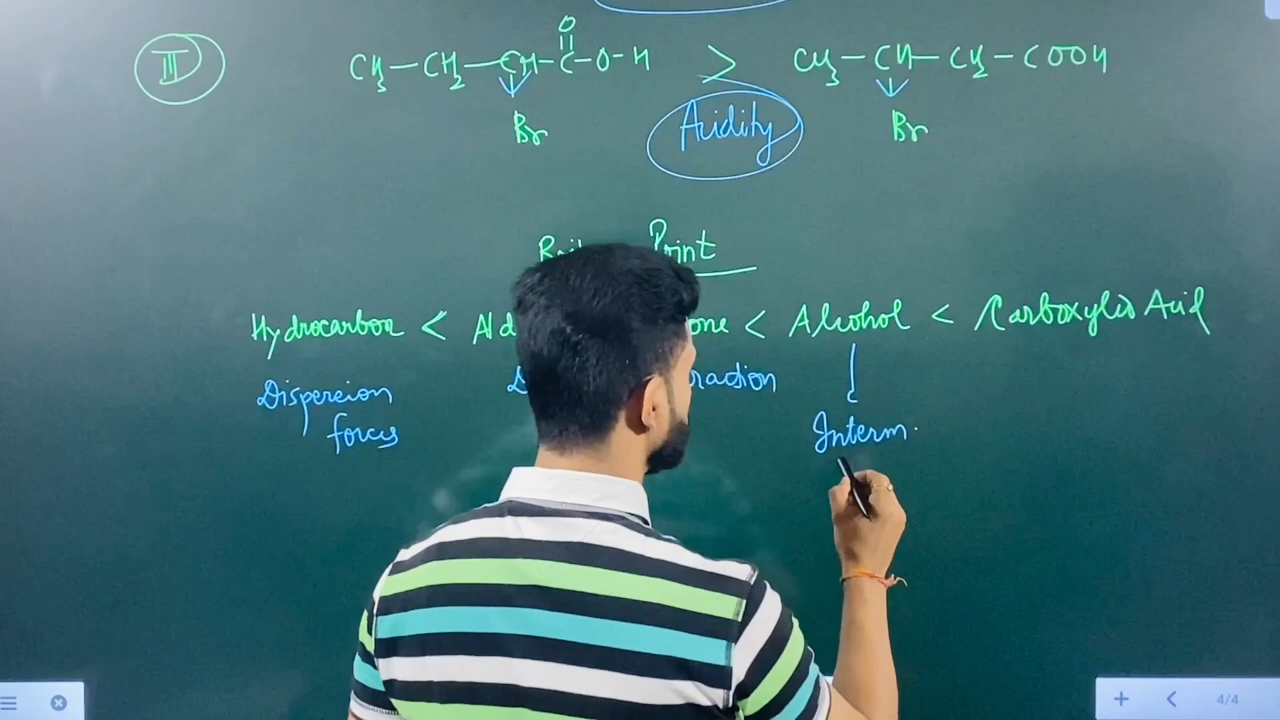 II CH3-CH2-CH-C-O-H > CH3-CH-CH2-COOH
O
Br Acidity Br
Point
Hydrocarbon < Ald one < Alcohol < Carboxylic Acid
Dispersion raction
forces Interm.
4/4